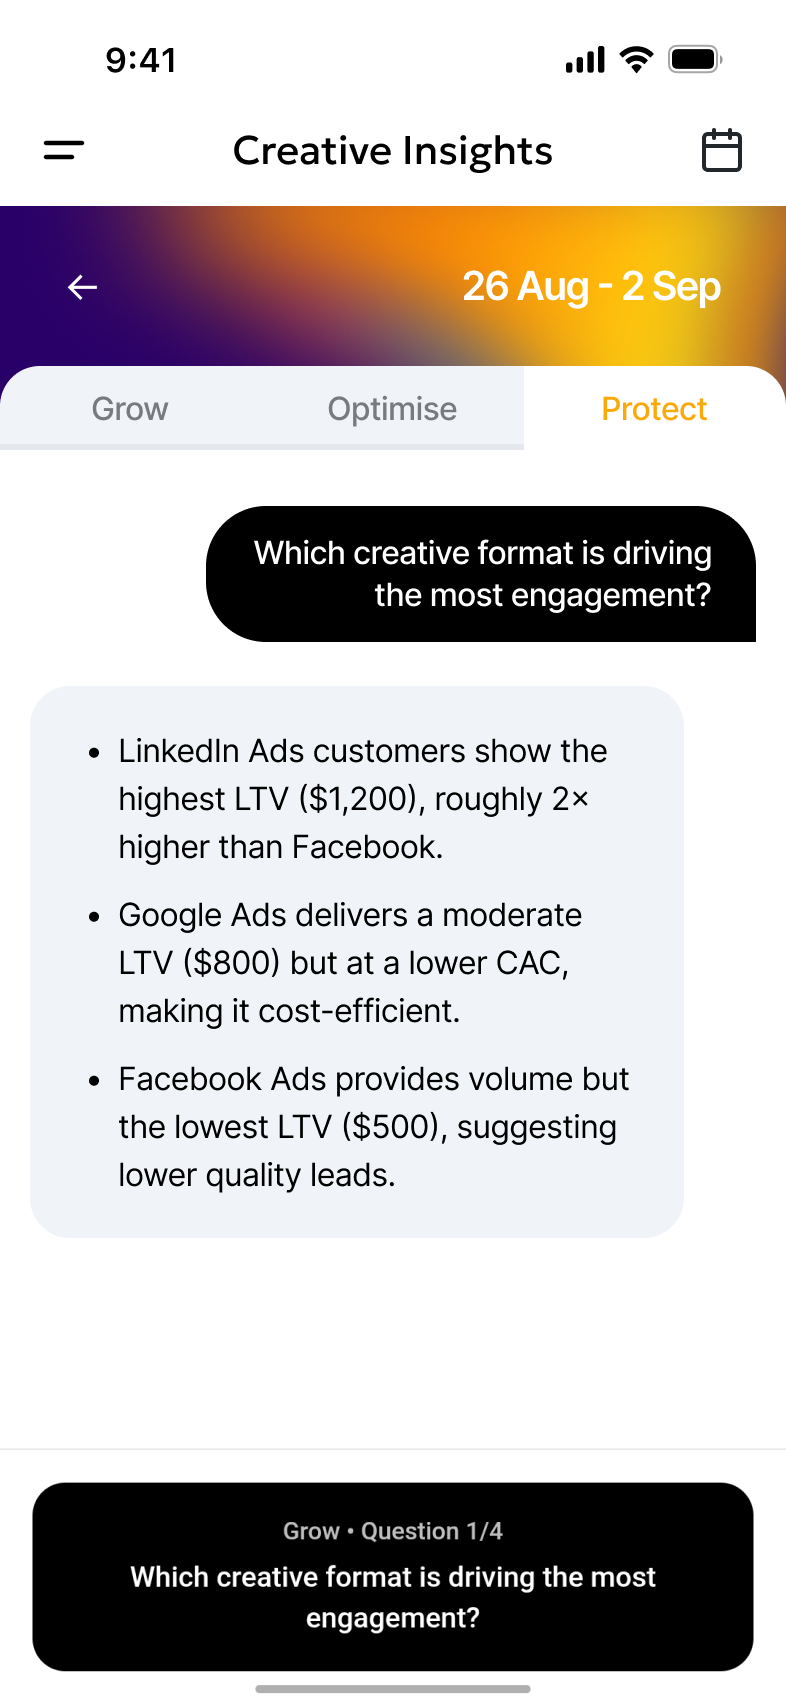 9:41
Creative Insights
26 Aug - 2 Sep
Grow
Optimise
Protect
Which creative format is driving
the most engagement?
• LinkedIn Ads customers show the
highest LTV ($1,200), roughly 2×
higher than Facebook.
• Google Ads delivers a moderate
LTV ($800) but at a lower CAC,
making it cost-efficient.
• Facebook Ads provides volume but
the lowest LTV ($500), suggesting
lower quality leads.
Grow • Question 1/4
Which creative format is driving the most
engagement?